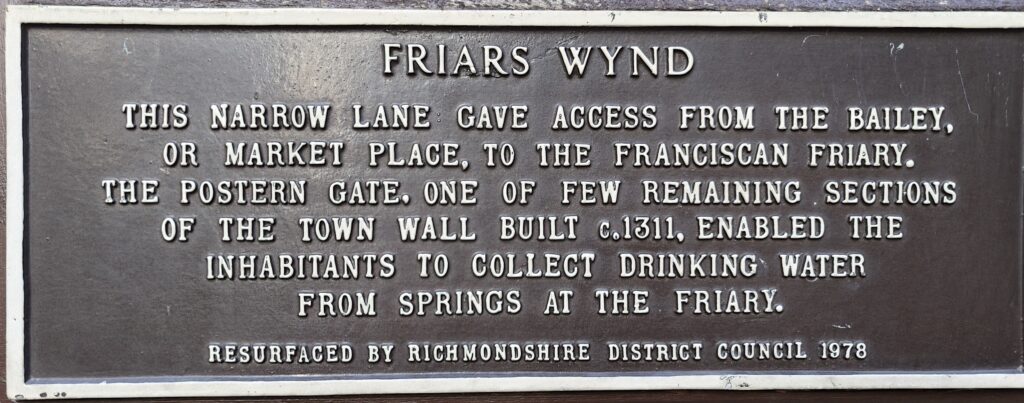 FRIARS WYND
THIS NARROW LANE GAVE ACCESS FROM THE BAILEY,
OR MARKET PLACE, TO THE FRANCISCAN FRIARY.
THE POSTERN GATE, ONE OF FEW REMAINING SECTIONS
OF THE TOWN WALL BUILT c.1311, ENABLED THE
INHABITANTS TO COLLECT DRINKING WATER
FROM SPRINGS AT THE FRIARY.
RESURFACED BY RICHMONDSHIRE DISTRICT COUNCIL 1978